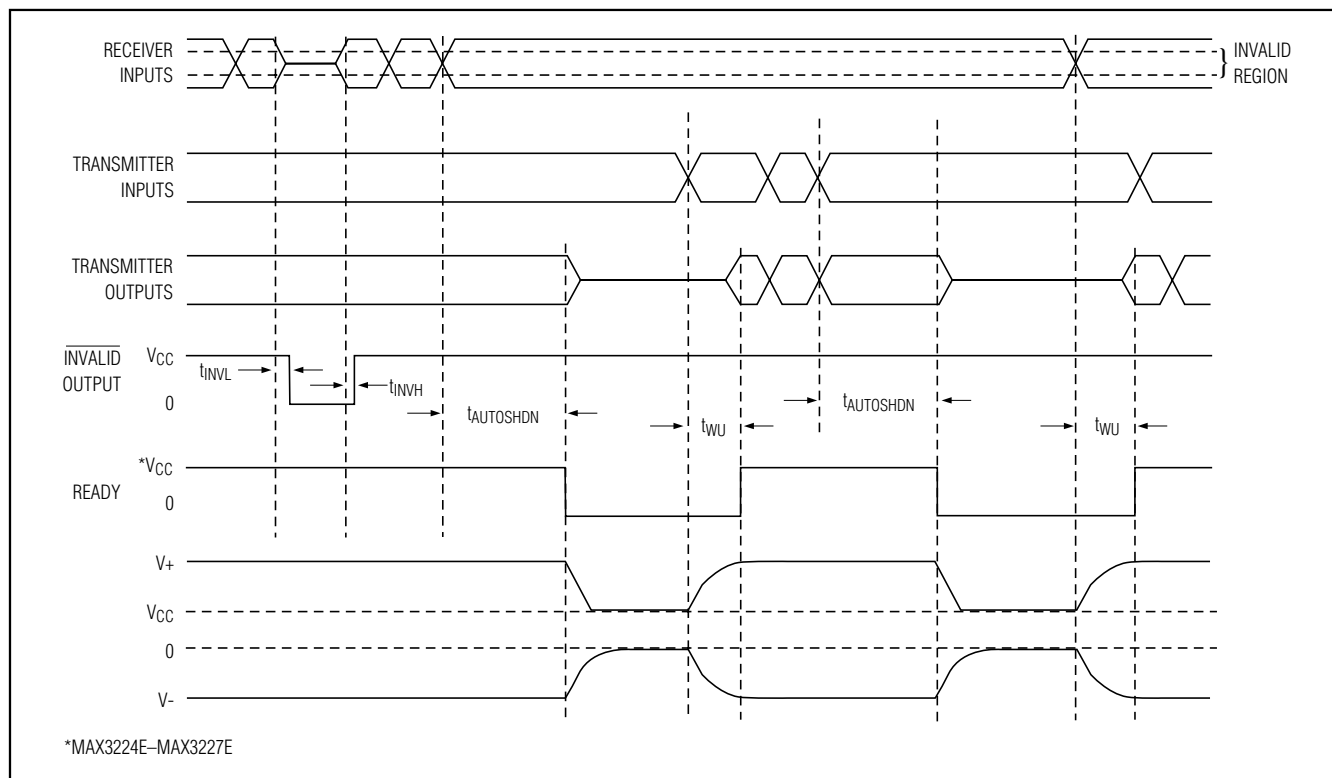 RECEIVER
INPUTS
INVALID
REGION
TRANSMITTER
INPUTS
TRANSMITTER
OUTPUTS
INVALID
OUTPUT
VCC
0
tINVL
tINVH
tAUTOSHDN
tWU
tAUTOSHDN
tWU
READY
*VCC
0
V+
VCC
0
V-
*MAX3224E–MAX3227E